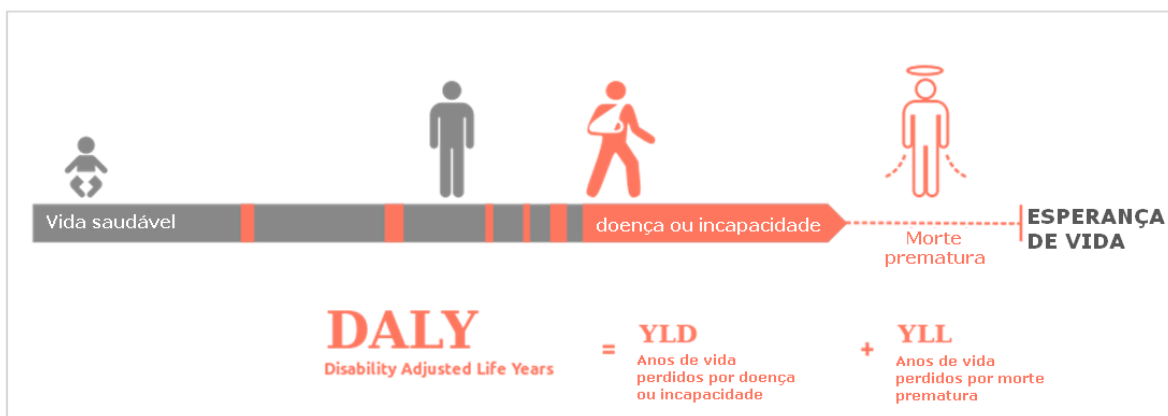 Vida saudável
doença ou incapacidade
Morte
prematura
ESPERANÇA
DE VIDA
DALY
Disability Adjusted Life Years
=
YLD
Anos de vida
perdidos por doença
ou incapacidade
+
YLL
Anos de vida
perdidos por morte
prematura